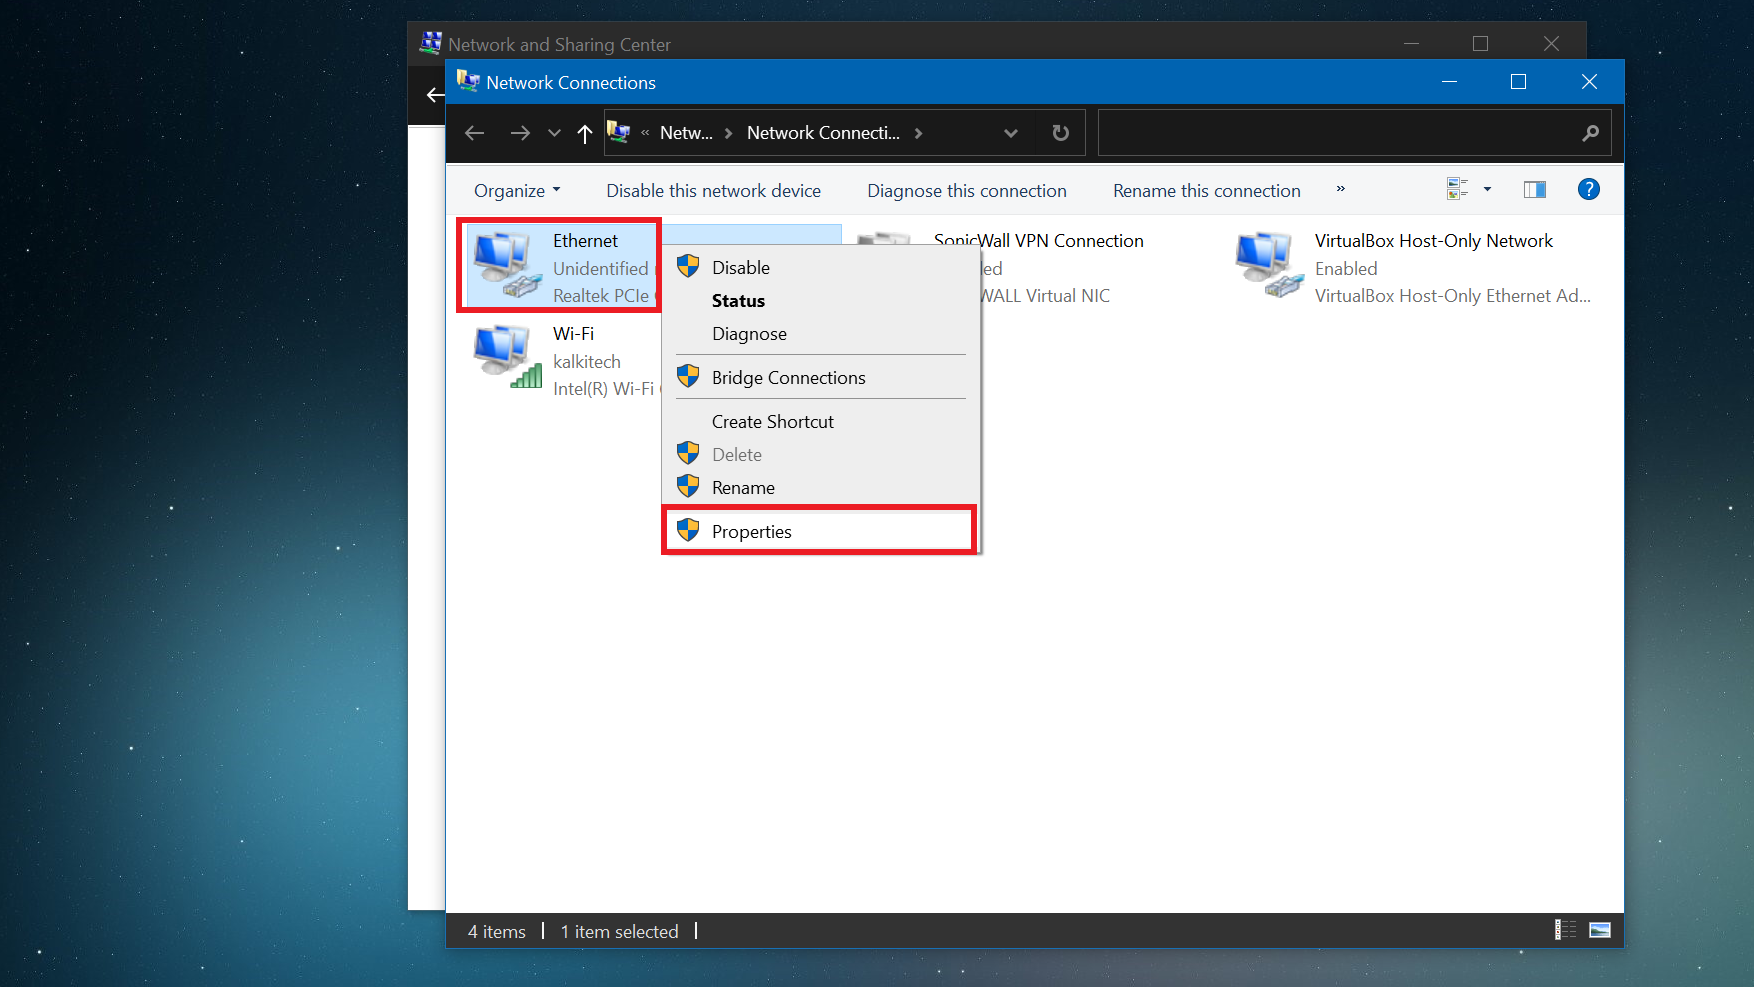 Network and Sharing Center
Network Connections
« Netw... > Network Connecti... >
Organize Disable this network device Diagnose this connection Rename this connection »
Ethernet
Unidentified
Realtek PCIe
SonicWall VPN Connection
WALL Virtual NIC
VirtualBox Host-Only Network
Enabled
VirtualBox Host-Only Ethernet Ad...
Wi-Fi
kalkitech
Intel(R) Wi-Fi
Disable
Status
Diagnose
Bridge Connections
Create Shortcut
Delete
Rename
Properties
4 items 1 item selected